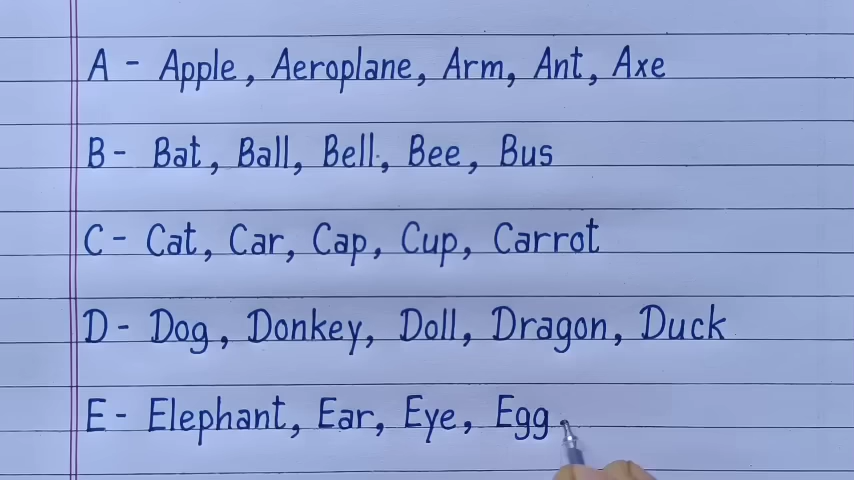 A - Apple, Aeroplane, Arm, Ant, Axe
B - Bat, Ball, Bell, Bee, Bus
C - Cat, Car, Cap, Cup, Carrot
D - Dog, Donkey, Doll, Dragon, Duck
E - Elephant, Ear, Eye, Egg,